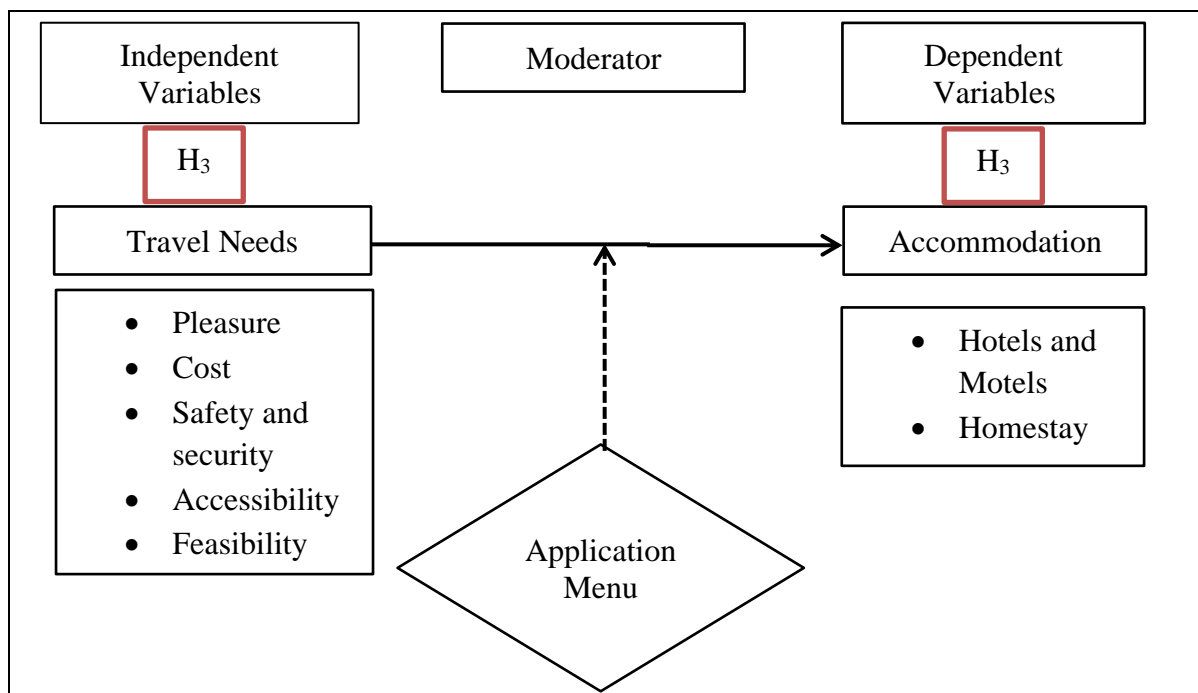 Independent
Variables
Moderator
Dependent
Variables
H₃
H₃
Travel Needs
Accommodation
• Pleasure
• Cost
• Safety and
security
• Accessibility
• Feasibility
• Hotels and
Motels
• Homestay
Application
Menu